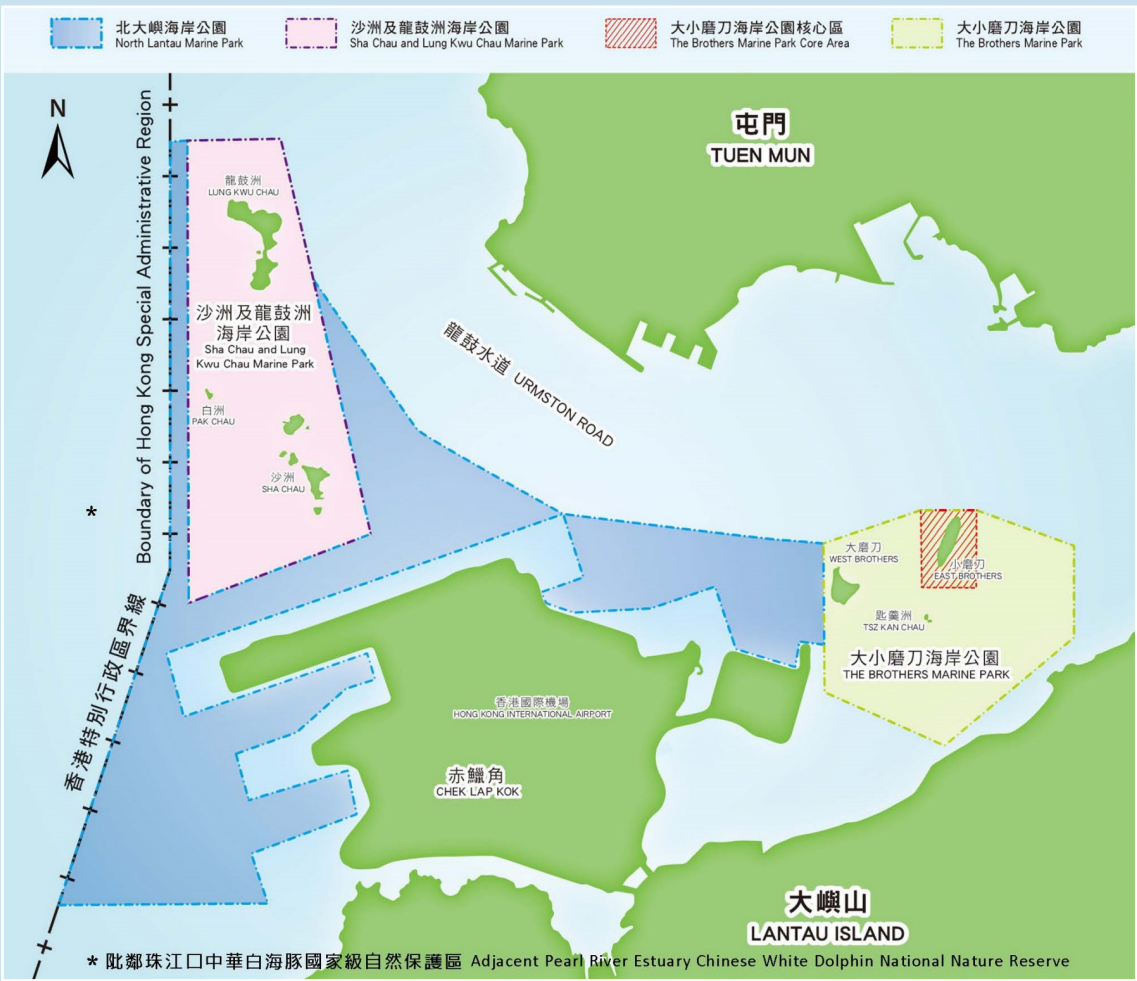 北大嶼海岸公園
North Lantau Marine Park
沙洲及龍鼓洲海岸公園
Sha Chau and Lung Kwu Chau Marine Park
大小磨刀海岸公園核心區
The Brothers Marine Park Core Area
大小磨刀海岸公園
The Brothers Marine Park
N
Boundary of Hong Kong Special Administrative Region
屯門
TUEN MUN
龍鼓洲
LUNG KWU CHAU
沙洲及龍鼓洲
海岸公園
Sha Chau and Lung
Kwu Chau Marine Park
龍鼓水道 URMSTON ROAD
白洲
PAK CHAU
沙洲
SHA CHAU
*
大磨刀
WEST BROTHERS
小磨刀
EAST BROTHERS
匙羹洲
TSZ KAN CHAU
大小磨刀海岸公園
THE BROTHERS MARINE PARK
香港特別行政區界線
香港國際機場
HONG KONG INTERNATIONAL AIRPORT
赤鱲角
CHEK LAP KOK
大嶼山
LANTAU ISLAND
* 毗鄰珠江口中華白海豚國家級自然保護區 Adjacent Pearl River Estuary Chinese White Dolphin National Nature Reserve